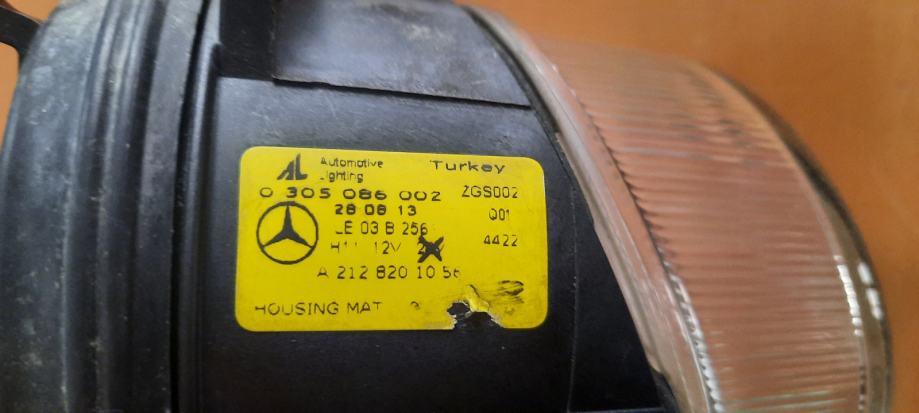 AL Automotive Lighting Turkey
0 305 086 002 2GS002
28 08 13 Q01
LE 03 B 256
H11 12V 4422
A 212 820 10 56
HOUSING MAT